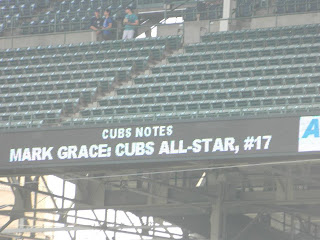 CUBS NOTES
MARK GRACE: CUBS ALL-STAR, #17